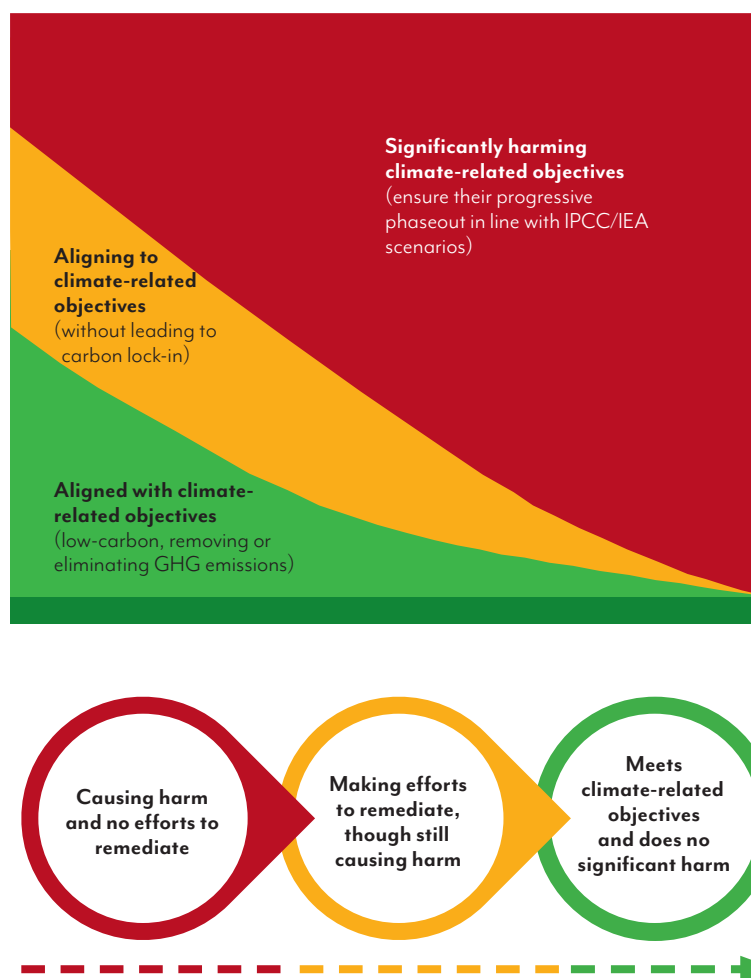 Significantly harming
climate-related objectives
(ensure their progressive
phaseout in line with IPCC/IEA
scenarios)
Aligning to
climate-related
objectives
(without leading to
carbon lock-in)
Aligned with climate-
related objectives
(low-carbon, removing or
eliminating GHG emissions)
Causing harm
and no efforts to
remediate
Making efforts
to remediate,
though still
causing harm
Meets
climate-related
objectives
and does no
significant harm